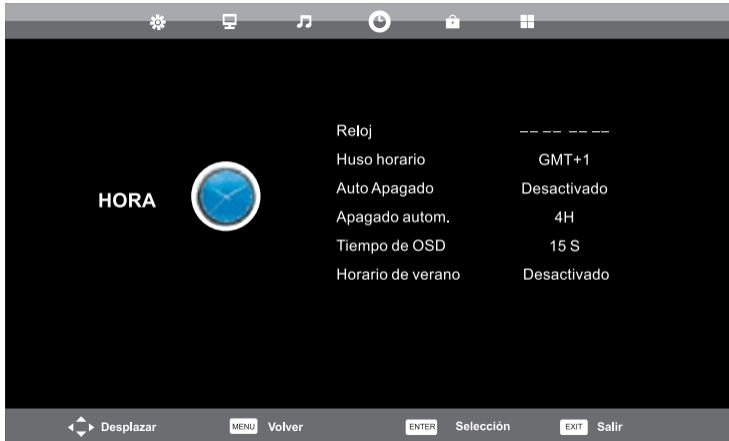 Reloj -- -- -- --
Huso horario GMT+1
Auto Apagado Desactivado
HORA
Apagado autom. 4H
Tiempo de OSD 15 S
Horario de verano Desactivado
Desplazar MENU Volver ENTER Selección EXIT Salir